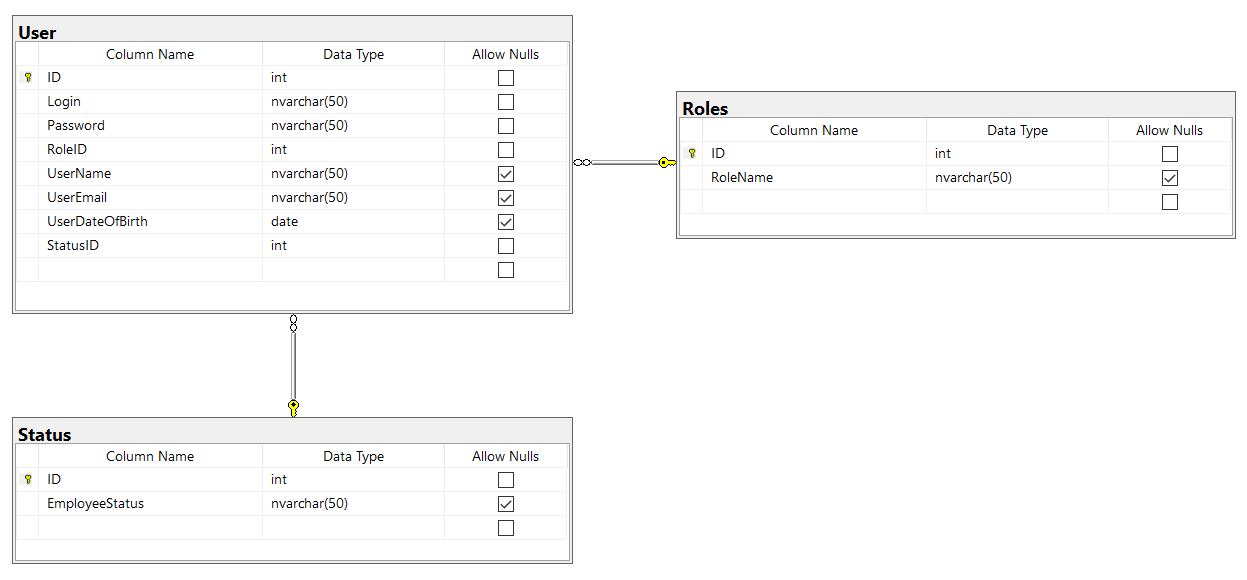 User
Column Name Data Type Allow Nulls
ID int
Login nvarchar(50)
Password nvarchar(50)
RoleID int
UserName nvarchar(50)
UserEmail nvarchar(50)
UserDateOfBirth date
StatusID int
Roles
Column Name Data Type Allow Nulls
ID int
RoleName nvarchar(50)
Status
Column Name Data Type Allow Nulls
ID int
EmployeeStatus nvarchar(50)